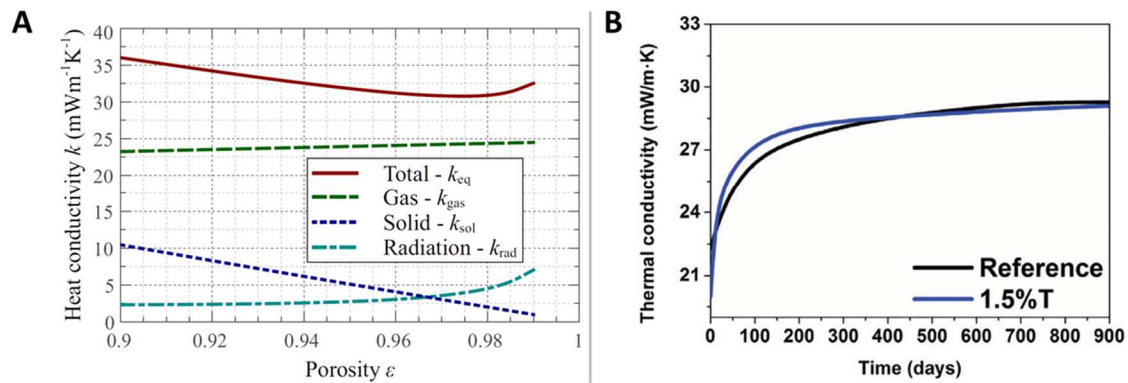 A
Heat conductivity k (mWm⁻¹K⁻¹)
40
35
30
25
20
15
10
5
0
Total - k_eq
Gas - k_gas
Solid - k_sol
Radiation - k_rad
0.9 0.92 0.94 0.96 0.98 1
Porosity ε
B
Thermal conductivity (mW/m·K)
33
30
27
24
21
Reference
1.5%T
0 100 200 300 400 500 600 700 800 900
Time (days)